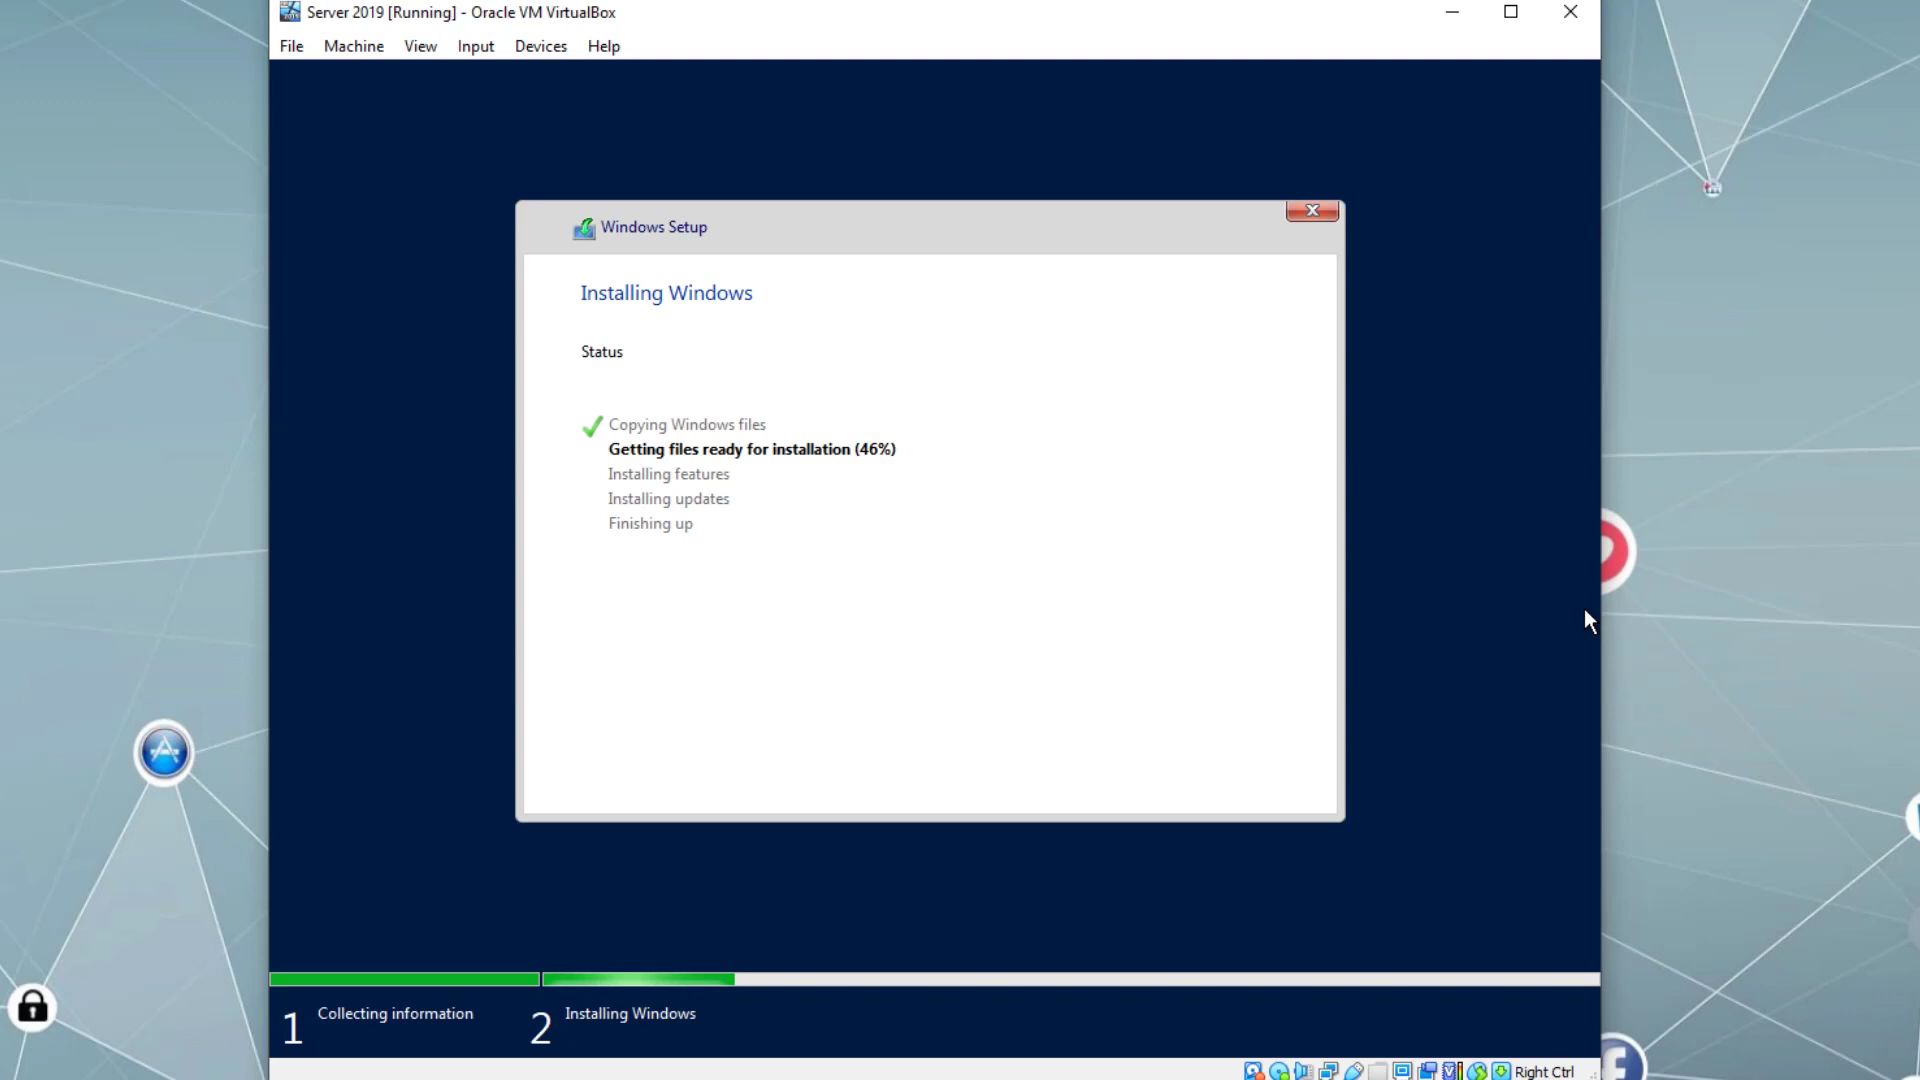 Server 2019 [Running] - Oracle VM VirtualBox
File Machine View Input Devices Help
Windows Setup
Installing Windows
Status
Copying Windows files
Getting files ready for installation (46%)
Installing features
Installing updates
Finishing up
1 Collecting information 2 Installing Windows
Right Ctrl